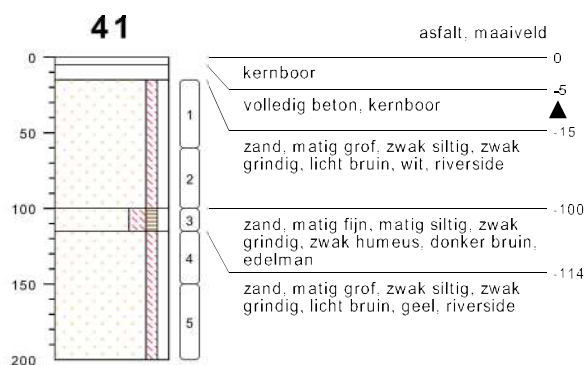 41
asfalt, maaiveld
0
0
kernboor
-5
volledig beton, kernboor
-15
1
zand, matig grof, zwak siltig, zwak
grindig, licht bruin, wit, riverside
50
2
100
-100
3
zand, matig fijn, matig siltig, zwak
grindig, zwak humeus, donker bruin,
edelman
4
-114
150
zand, matig grof, zwak siltig, zwak
grindig, licht bruin, geel, riverside
5
200